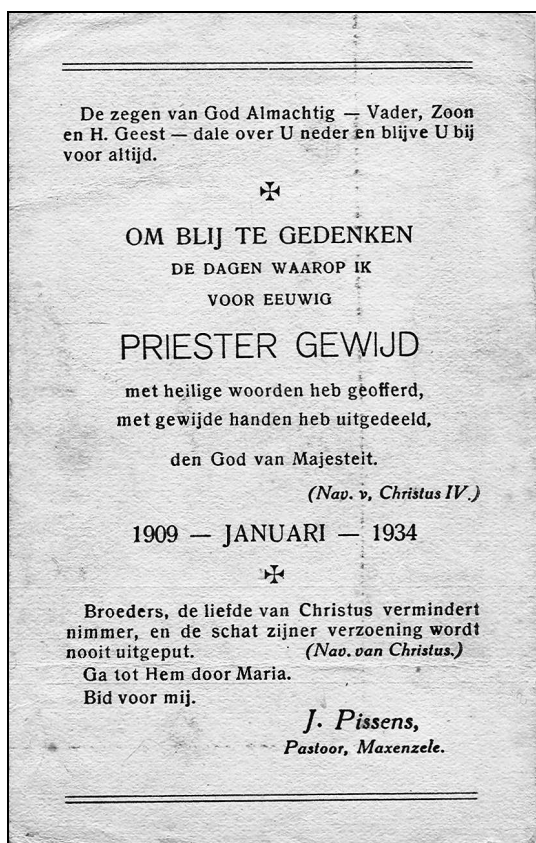 De zegen van God Almachtig — Vader, Zoon
en H. Geest — dale over U neder en blijve U bij
voor altijd.
OM BLIJ TE GEDENKEN
DE DAGEN WAAROP IK
VOOR EEUWIG
PRIESTER GEWIJD
met heilige woorden heb geofferd,
met gewijde handen heb uitgedeeld,
den God van Majesteit.
(Nav. v, Christus IV.)
1909 — JANUARI — 1934
Broeders, de liefde van Christus vermindert
nimmer, en de schat zijner verzoening wordt
nooit uitgeput. (Nav. van Christus.)
Ga tot Hem door Maria.
Bid voor mij.
J. Pissens,
Pastoor, Maxenzele.